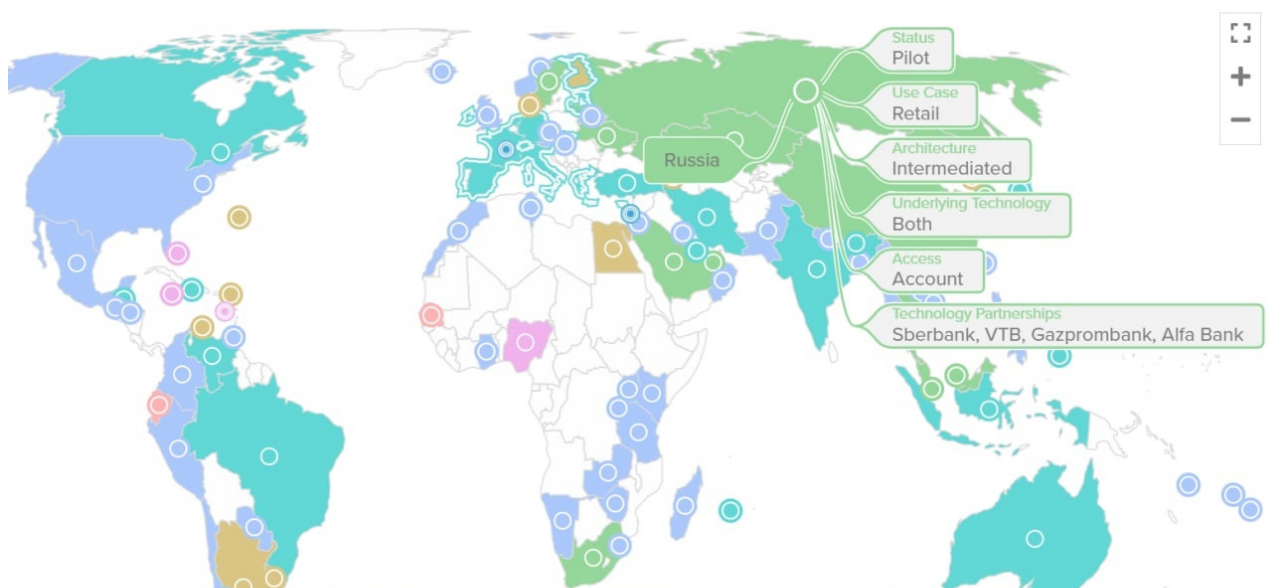 Status
Pilot
Use Case
Retail
Russia
Architecture
Intermediated
Underlying Technology
Both
Access
Account
Technology Partnerships
Sberbank, VTB, Gazprombank, Alfa Bank